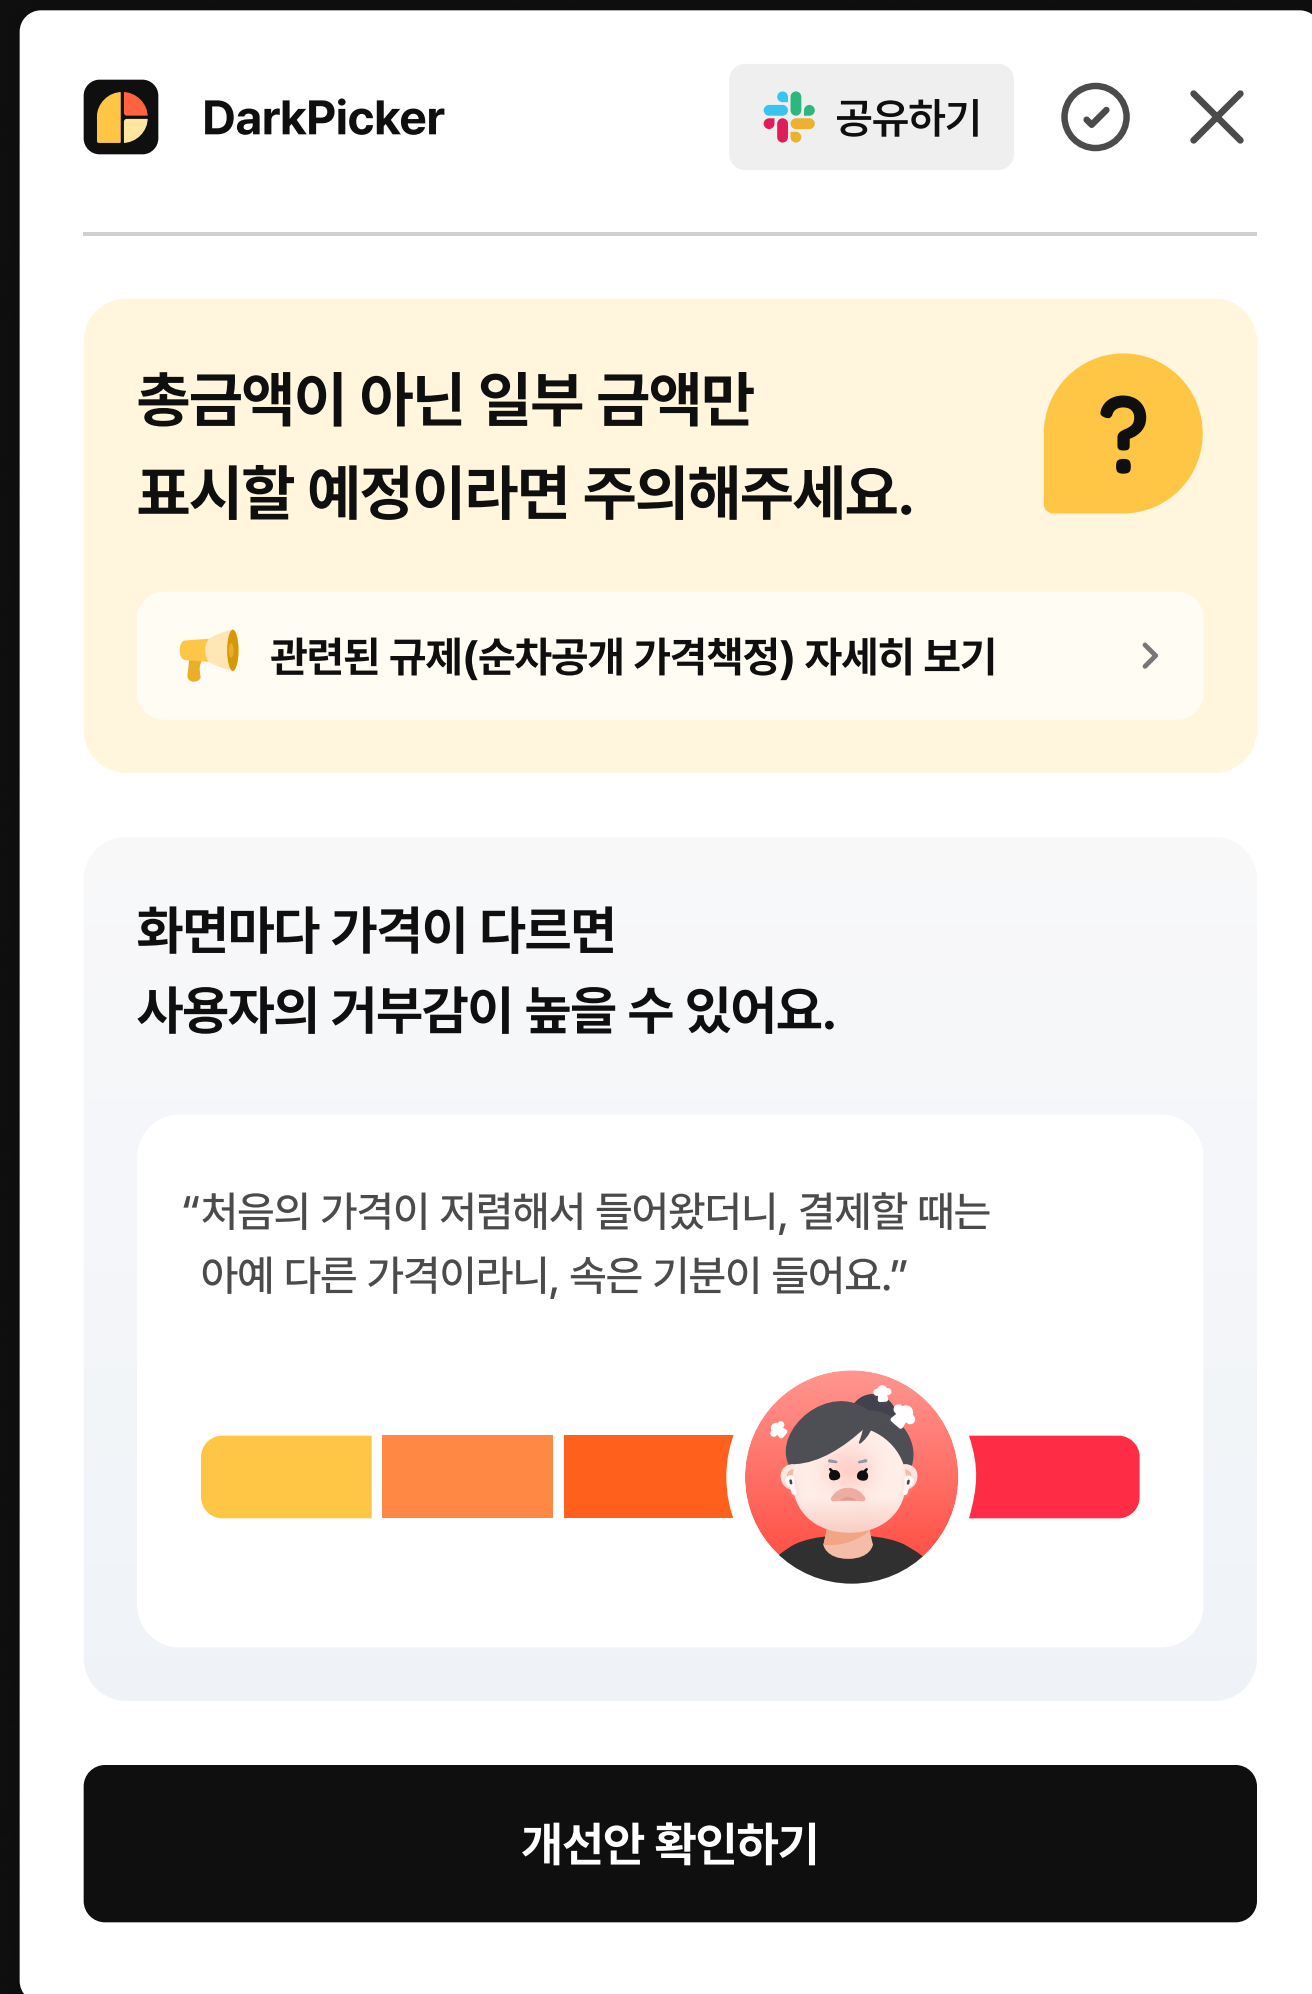 DarkPicker
공유하기
총금액이 아닌 일부 금액만
표시할 예정이라면 주의해주세요.
?
관련된 규제(순차공개 가격책정) 자세히 보기
화면마다 가격이 다르면
사용자의 거부감이 높을 수 있어요.
“처음의 가격이 저렴해서 들어왔더니, 결제할 때는
아예 다른 가격이라니, 속은 기분이 들어요.”
개선안 확인하기